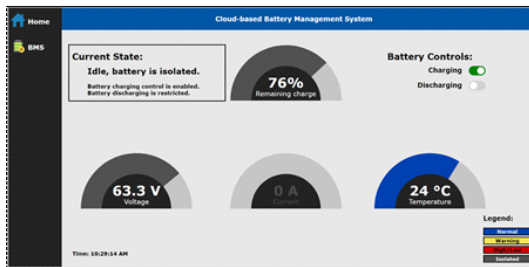 Cloud-based Battery Management System
Home
BMS
Current State:
Idle, battery is isolated.
Battery charging control is enabled.
Battery discharging is restricted.
76%
Remaining charge
Battery Controls:
Charging
Discharging
63.3 V
Voltage
0 A
Current
24 °C
Temperature
Legend:
Normal
Warning
High/Low
Isolated
Time: 10:29:14 AM